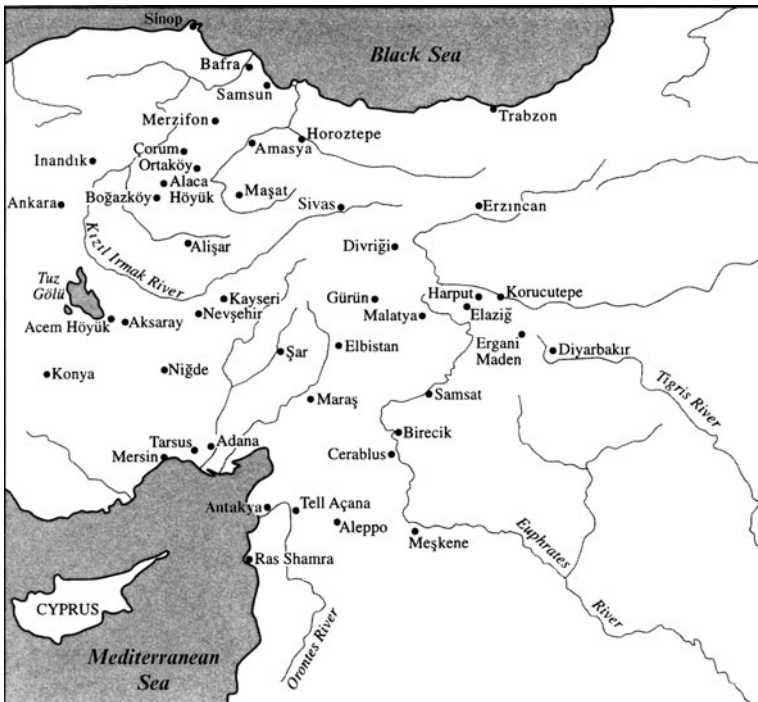 Sinop
Black Sea
Bafra
Samsun
Trabzon
Merzifon
Horoztepe
Çorum
Amasya
Inandık
Ortaköy
Alaca
Höyük
Maşat
Ankara
Boğazköy
Sivas
Erzıncan
Kızıl Irmak River
Alişar
Divriği
Tuz
Gölü
Kayseri
Gürün
Harput
Korucutepe
Nevşehir
Malatya
Elaziğ
Acem Höyük
Aksaray
Ergani
Maden
Diyarbakır
Şar
Elbistan
Konya
Niğde
Maraş
Samsat
Tıgris River
Tarsus
Adana
Birecik
Mersin
Cerablus
Antakya
Tell Açana
Aleppo
Meşkene
Euphrates
River
Ras Shamra
CYPRUS
Orontes River
Mediterranean
Sea